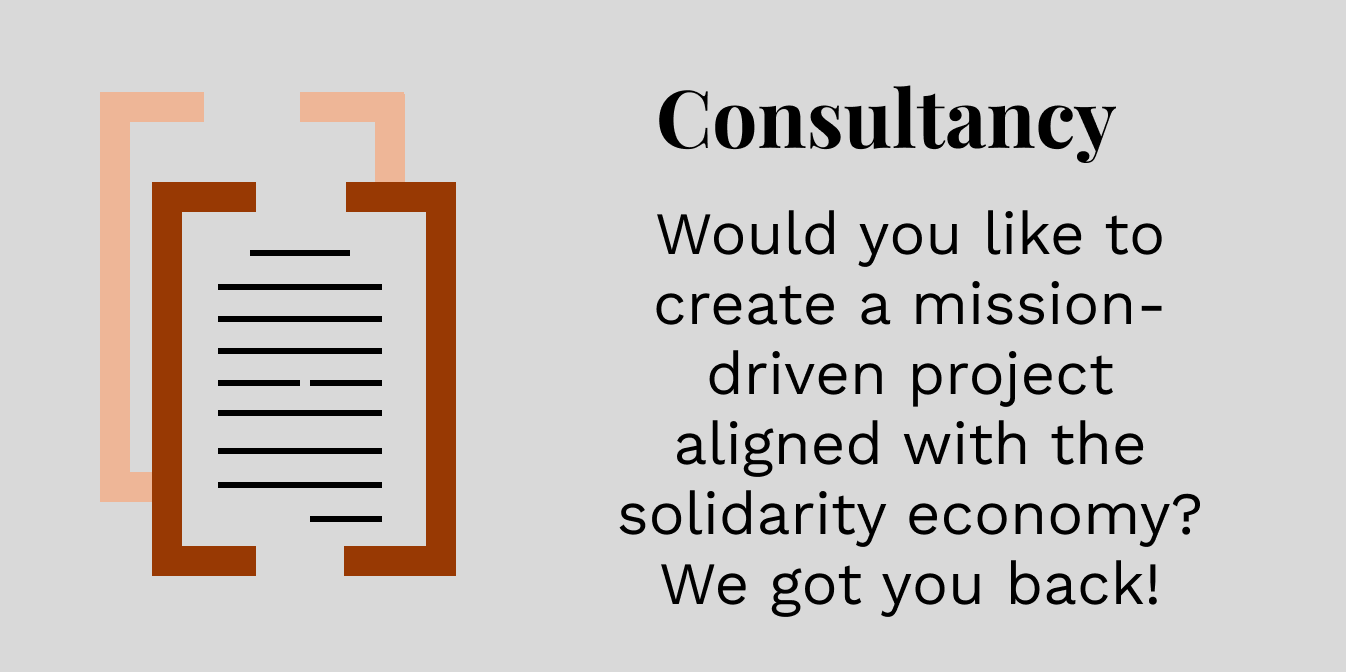 Consultancy
Would you like to
create a mission-
driven project
aligned with the
solidarity economy?
We got you back!